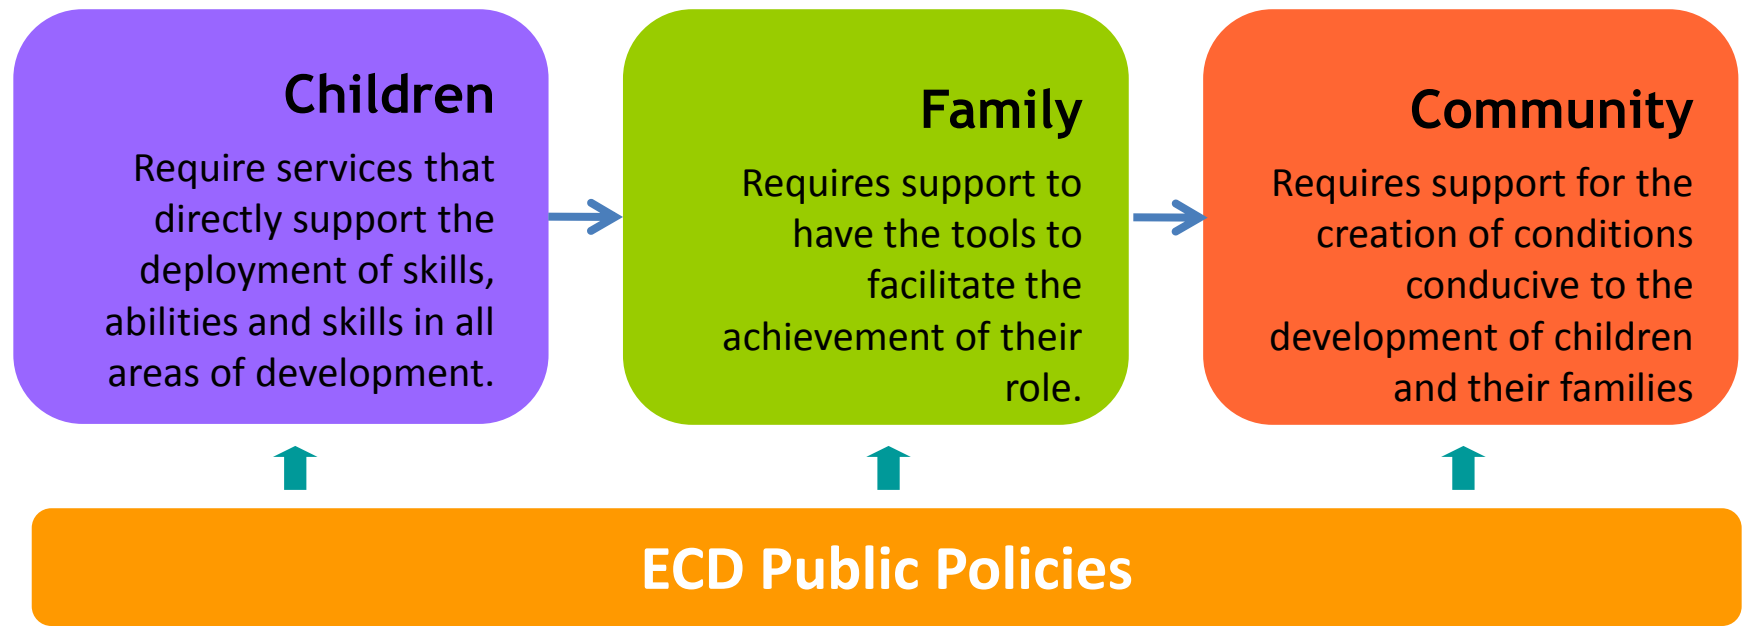 Children
Require services that
directly support the
deployment of skills,
abilities and skills in all
areas of development.
Family
Requires support to
have the tools to
facilitate the
achievement of their
role.
Community
Requires support for the
creation of conditions
conducive to the
development of children
and their families
ECD Public Policies